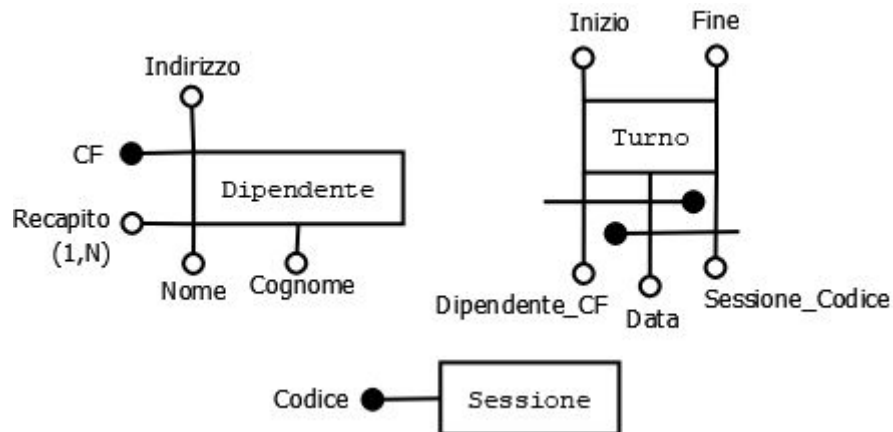 Inizio
Fine
Indirizzo
Turno
CF
Dipendente
Recapito
(1,N)
Nome
Cognome
Dipendente_CF
Data
Sessione_Codice
Codice
Sessione